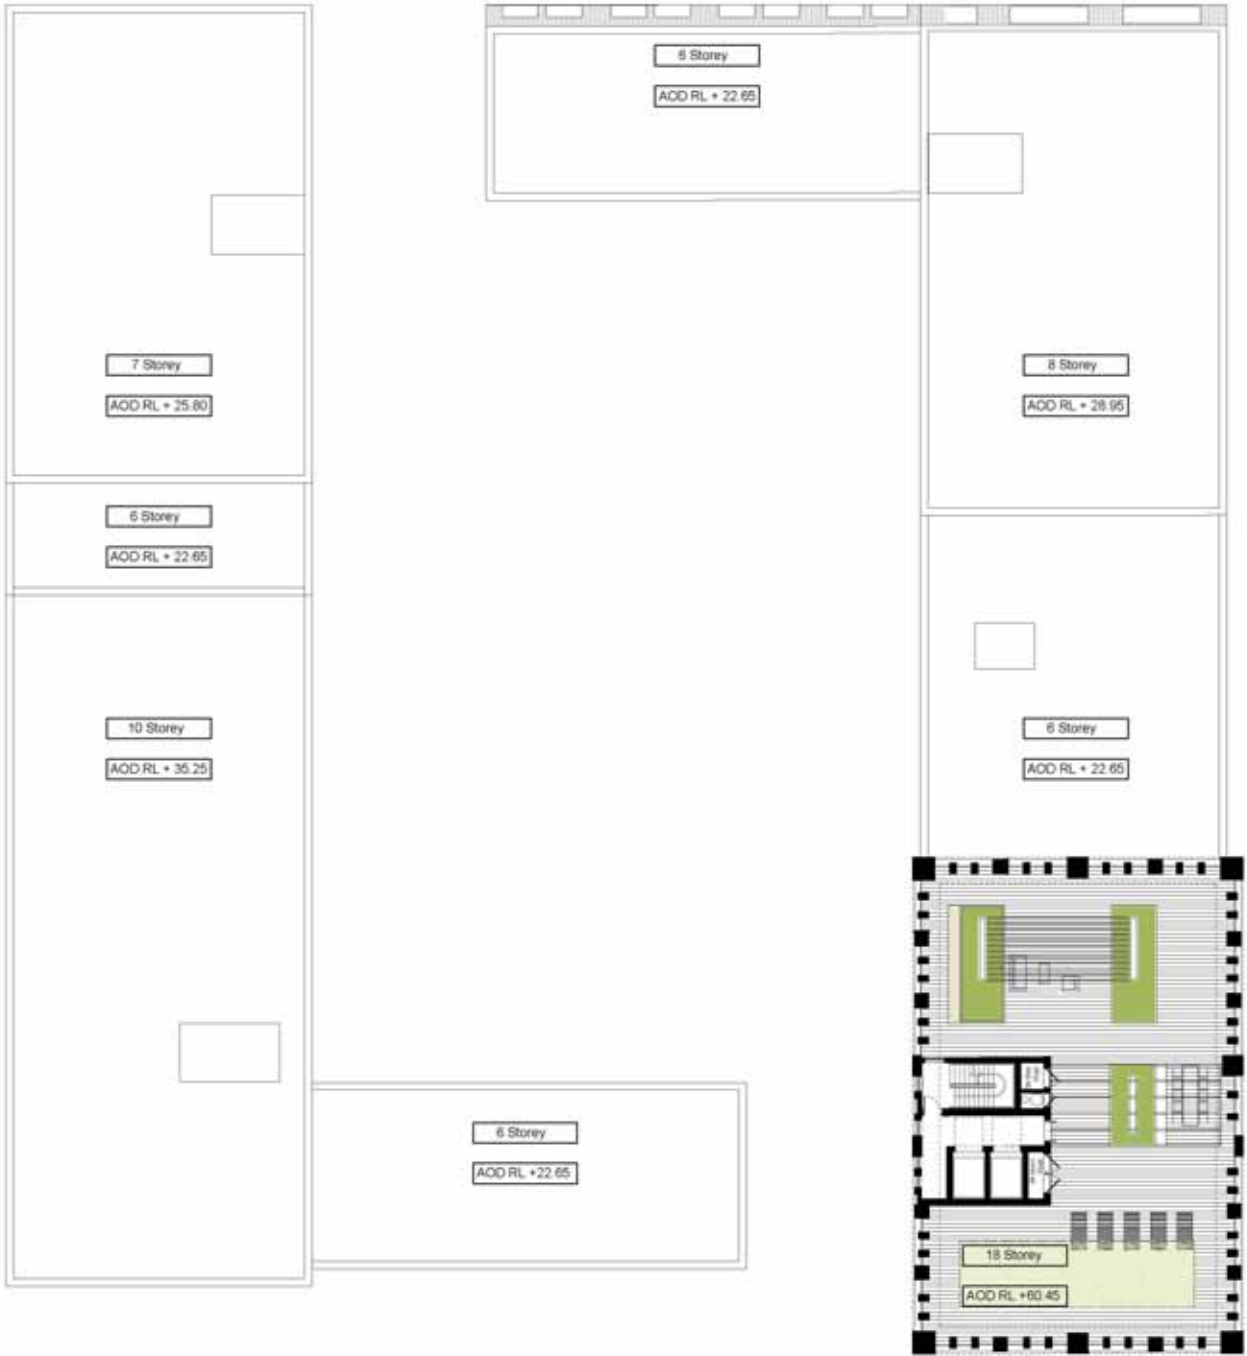 6 Storey
AOD RL + 22.65
7 Storey
AOD RL + 25.80
8 Storey
AOD RL + 28.95
6 Storey
AOD RL + 22.65
10 Storey
AOD RL + 35.25
6 Storey
AOD RL + 22.65
6 Storey
AOD RL +22.65
18 Storey
AOD RL +60.45